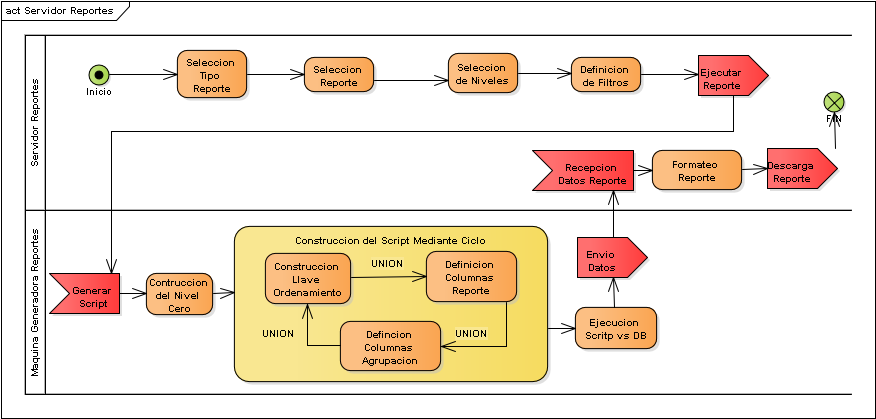 act Servidor Reportes
Servidor Reportes
Inicio
Seleccion
Tipo
Reporte
Seleccion
Reporte
Seleccion
de Niveles
Definicion
de Filtros
Ejecutar
Reporte
FIN
Recepcion
Datos Reporte
Formateo
Reporte
Descarga
Reporte
Maquina Generadora Reportes
Generar
Script
Contruccion
del Nivel
Cero
Construccion del Script Mediante Ciclo
Construccion
Llave
Ordenamiento
UNION
Definicion
Columnas
Reporte
UNION
Defincion
Columnas
Agrupacion
UNION
Envio
Datos
Ejecucion
Scritp vs DB